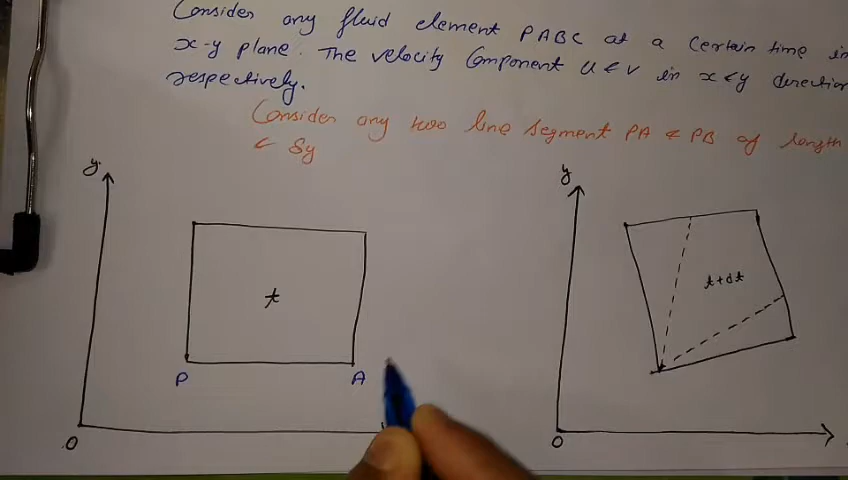 Consider any fluid element PABC at a certain time in
x-y plane. The velocity Component u & v in x & y direction
respectively.
Consider any two line segment PA & PB of length
& δy
y
y
t
t+dt
P
A
O
O